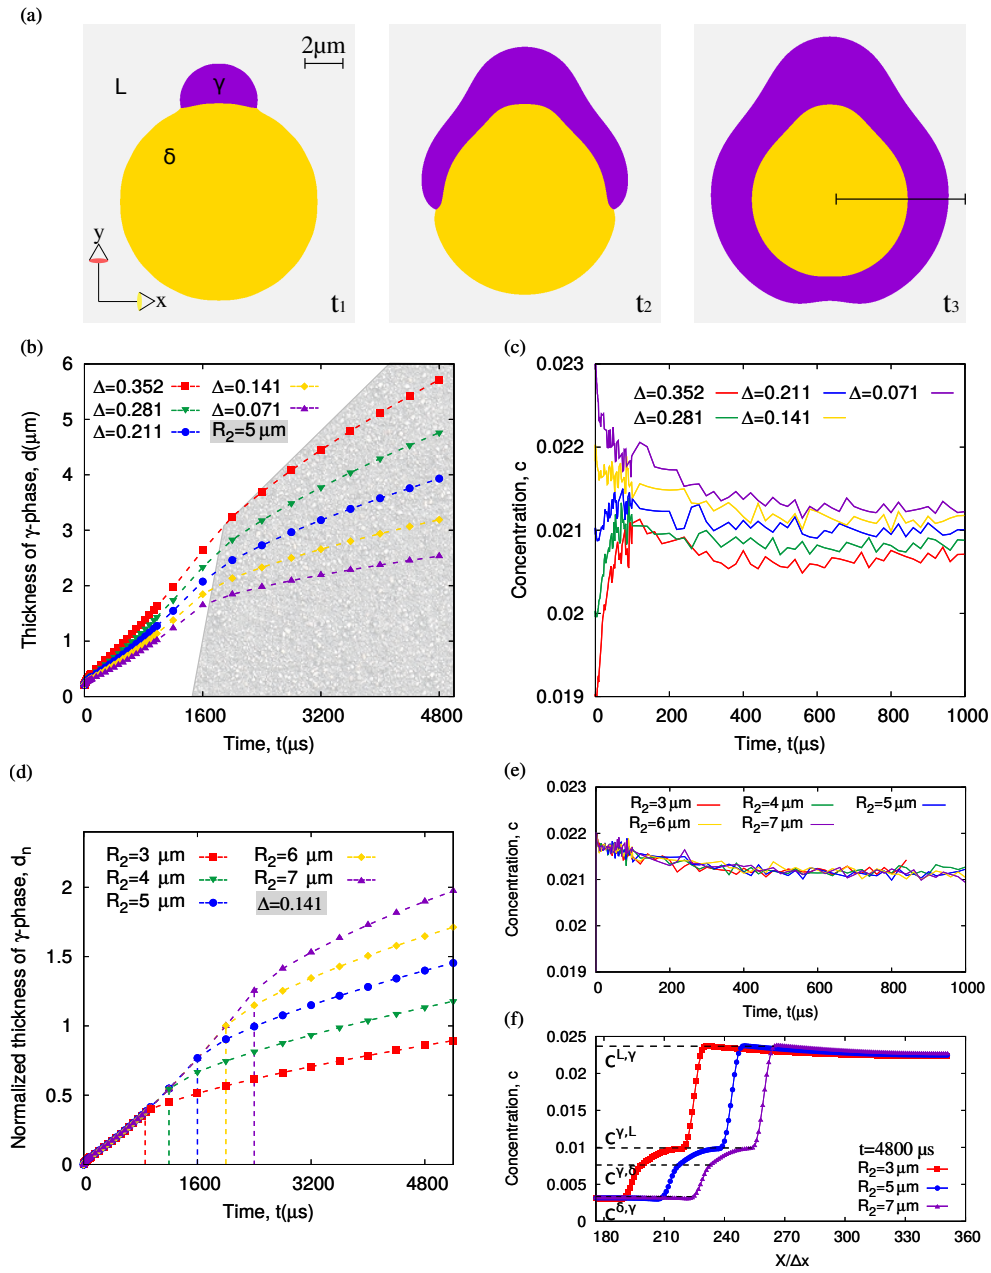 (a)
L
γ
2μm
δ
y
x
t1
t2
t3
(b)
Thickness of γ-phase, d(μm)
6
5
4
3
2
1
0
Δ=0.352
Δ=0.281
Δ=0.211
Δ=0.141
Δ=0.071
R2=5 μm
0 1600 3200 4800
Time, t(μs)
(c)
Concentration, c
0.023
0.022
0.021
0.02
0.019
Δ=0.352 Δ=0.211 Δ=0.071
Δ=0.281 Δ=0.141
0 200 400 600 800 1000
Time, t(μs)
(d)
Normalized thickness of γ-phase, dn
2
1.5
1
0.5
0
R2=3 μm
R2=4 μm
R2=5 μm
R2=6 μm
R2=7 μm
Δ=0.141
0 1600 3200 4800
Time, t(μs)
(e)
Concentration, c
0.023
0.022
0.021
0.02
0.019
R2=3 μm R2=4 μm R2=5 μm
R2=6 μm R2=7 μm
0 200 400 600 800 1000
Time, t(μs)
(f)
Concentration, c
0.025
0.02
0.015
0.01
0.005
0
CL,γ
Cγ,L
Cγ,δ
Cδ,γ
t=4800 μs
R2=3 μm
R2=5 μm
R2=7 μm
180 210 240 270 300 330 360
X/Δx